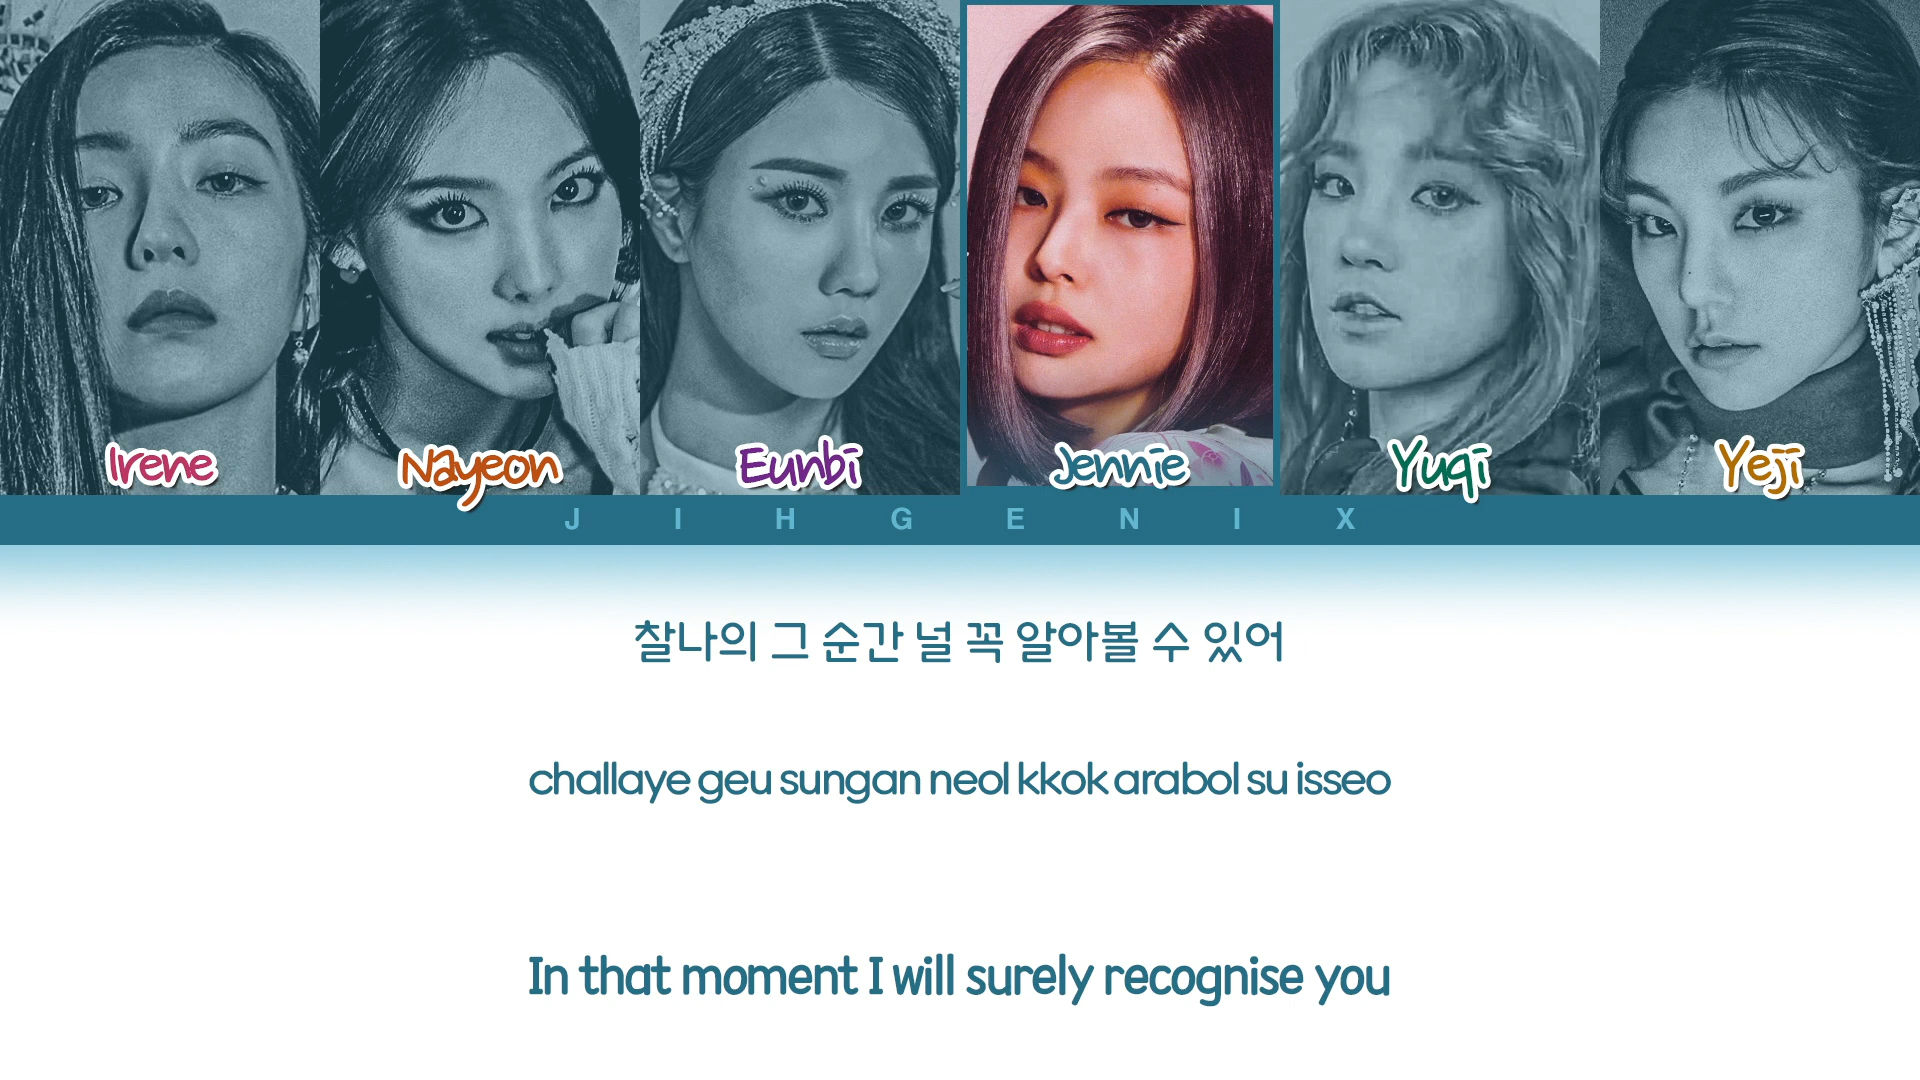 Irene Nayeon Eunbi Jennie Yuqi Yeji
J I H G E N I X
찰나의 그 순간 널 꼭 알아볼 수 있어
challaye geu sungan neol kkok arabol su isseo
In that moment I will surely recognise you